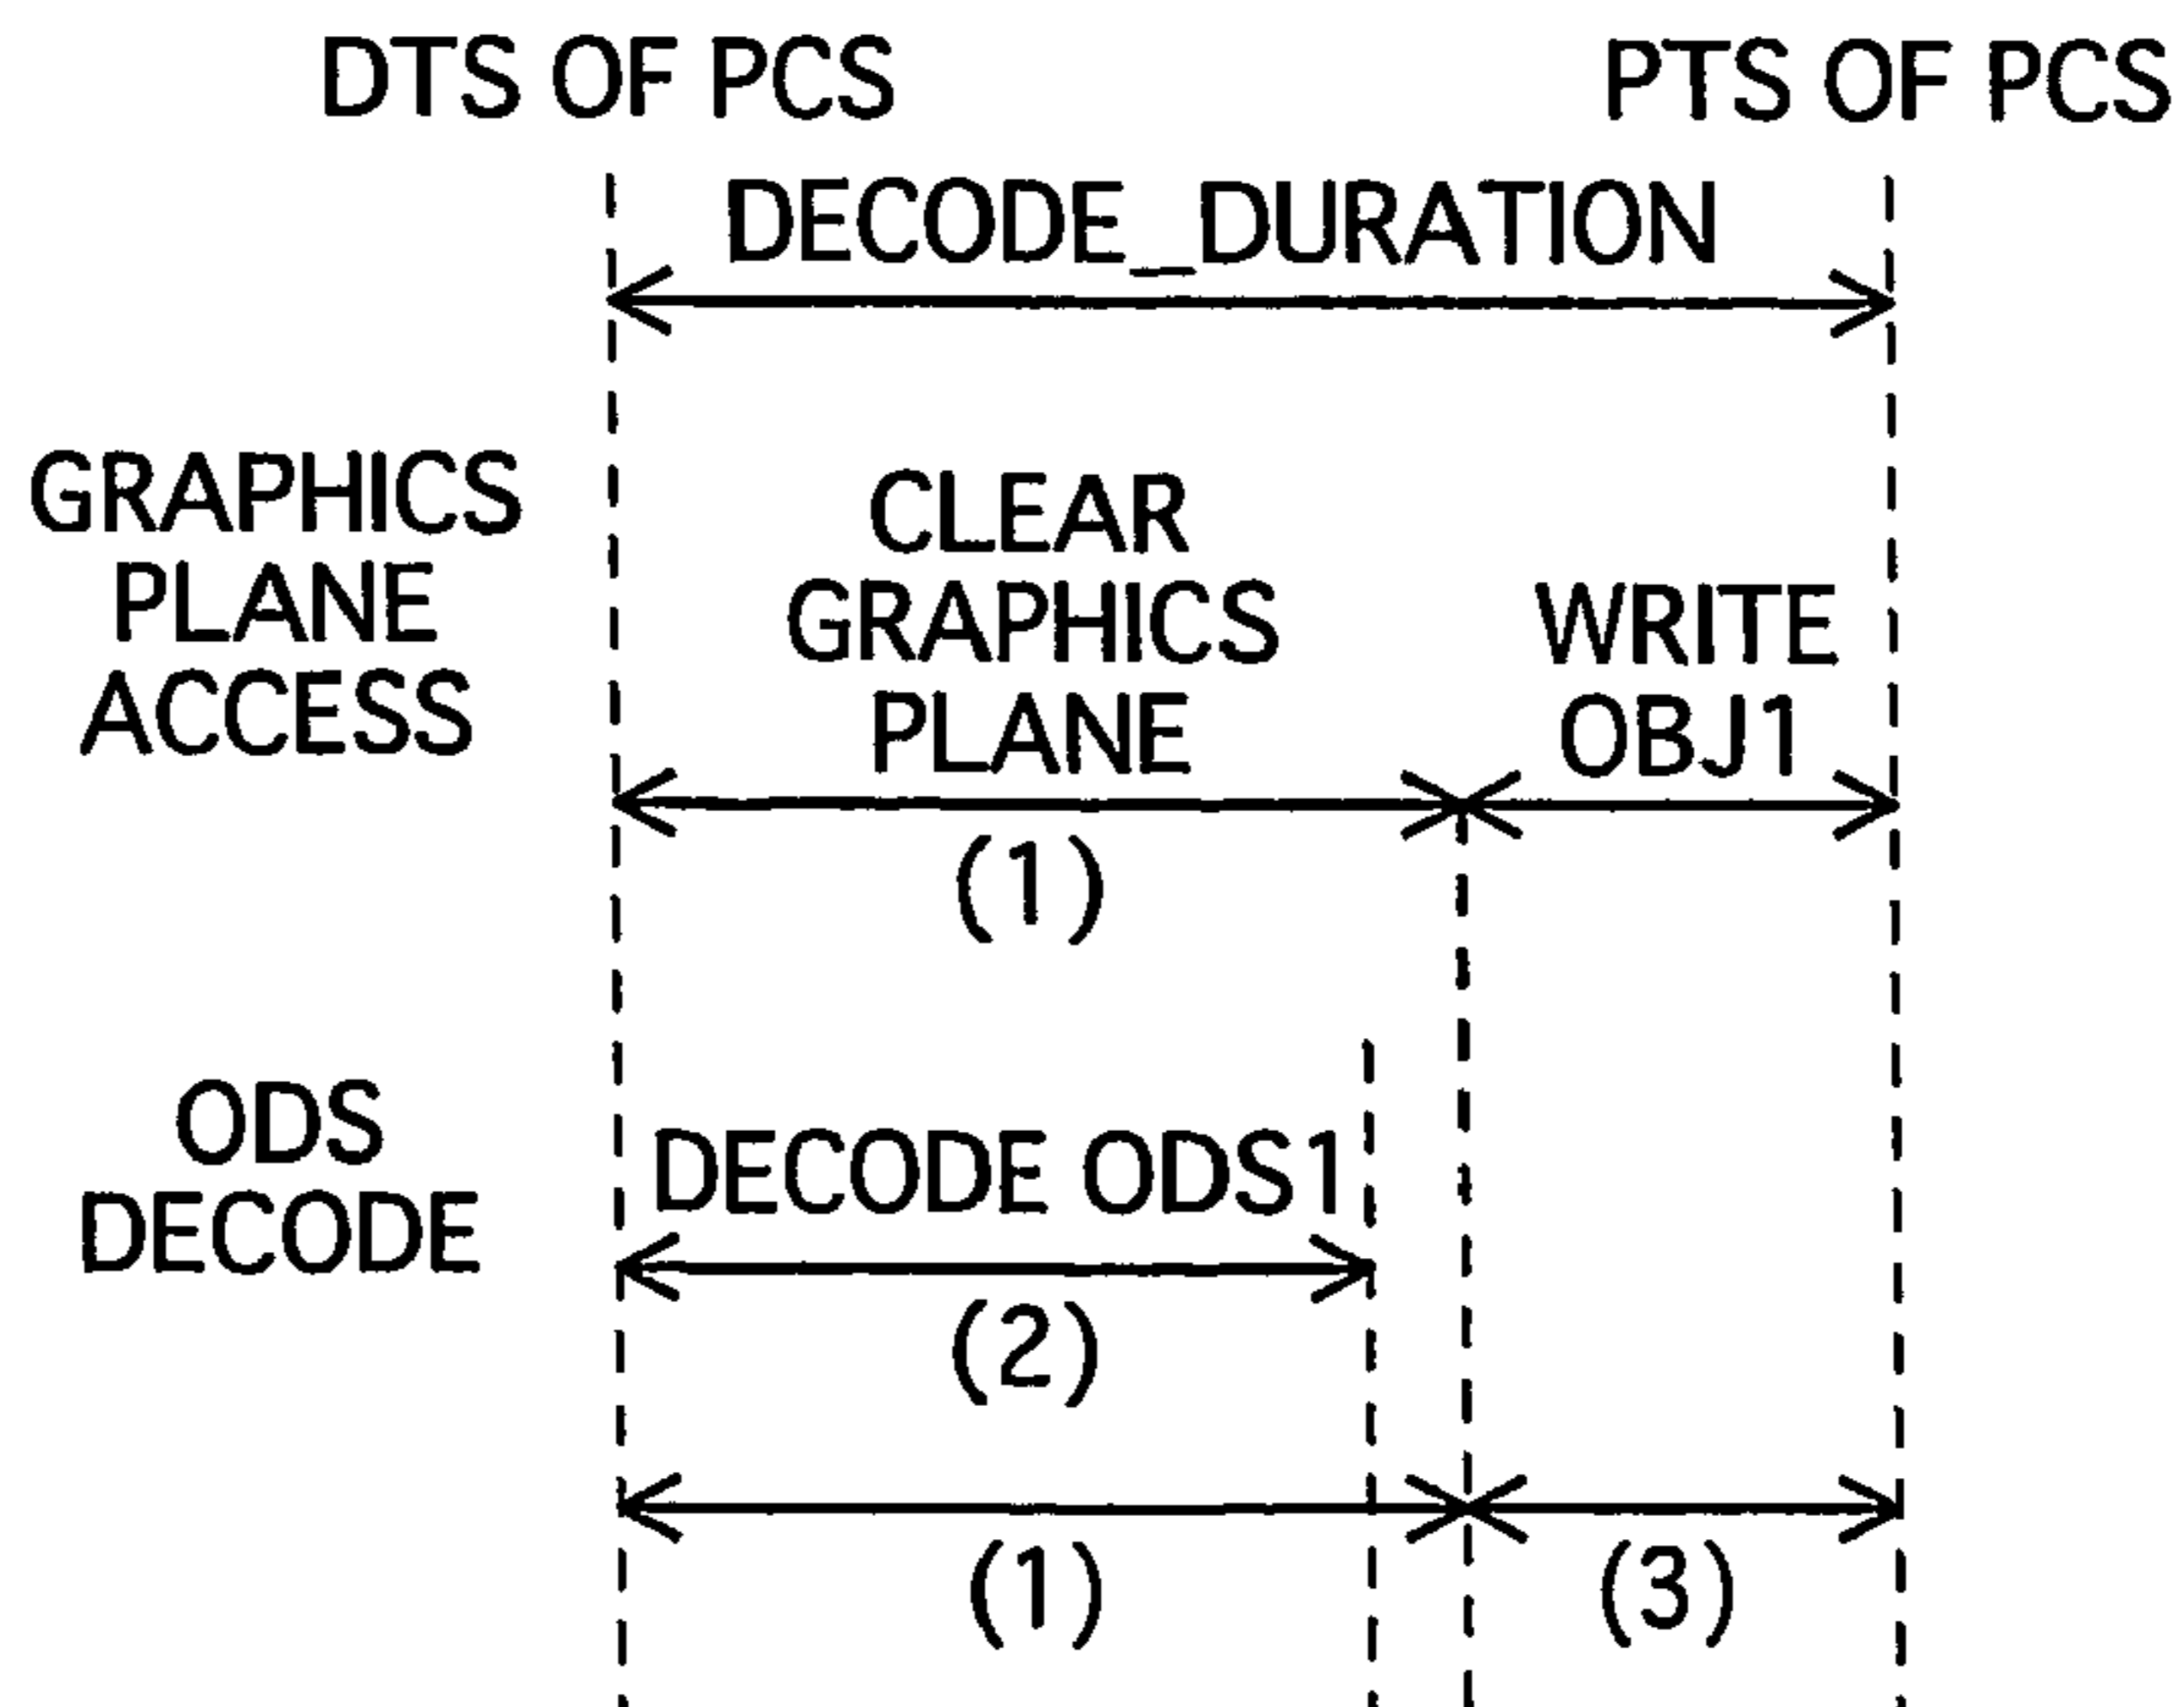 DTS OF PCS
PTS OF PCS
DECODE_DURATION
GRAPHICS
PLANE
ACCESS
CLEAR
GRAPHICS
PLANE
WRITE
OBJ1
(1)
ODS
DECODE
DECODE ODS1
(2)
(1)
(3)